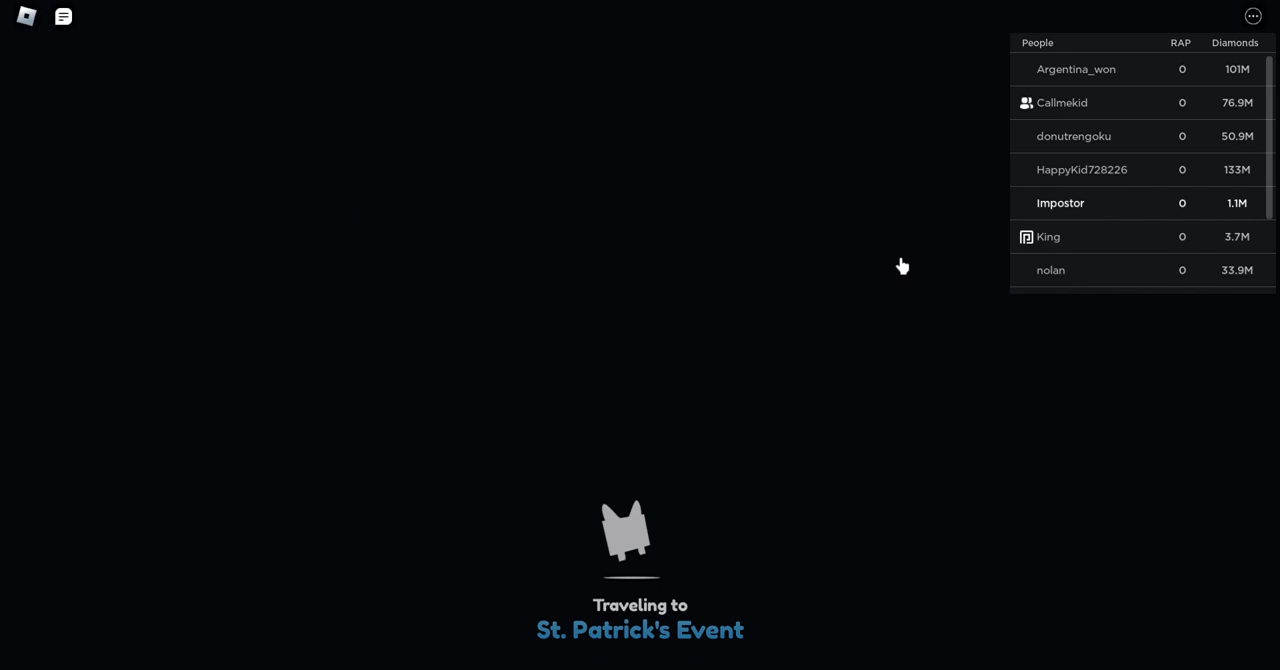 People RAP Diamonds
Argentina_won 0 101M
Callmekid 0 76.9M
donutrengoku 0 50.9M
HappyKid728226 0 133M
Impostor 0 1.1M
King 0 3.7M
nolan 0 33.9M
Traveling to
St. Patrick's Event